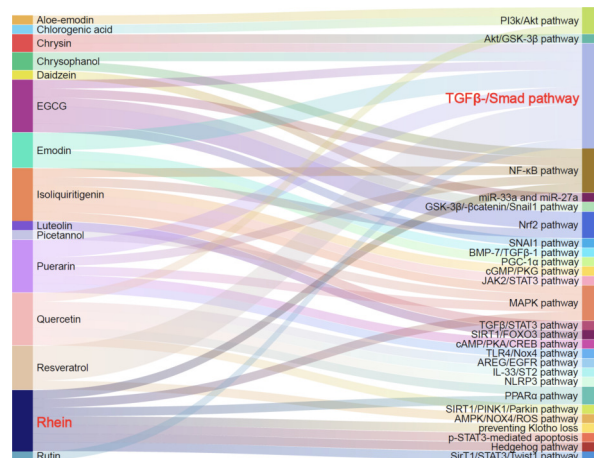 Aloe-emodin
Chlorogenic acid
Chrysin
Chrysophanol
Daidzein
EGCG
Emodin
Isoliquiritigenin
Luteolin
Picetannol
Puerarin
Quercetin
Resveratrol
Rhein
Rutin
PI3k/Akt pathway
Akt/GSK-3β pathway
TGFβ-/Smad pathway
NF-κB pathway
miR-33a and miR-27a
GSK-3β/-βcatenin/Snail1 pathway
Nrf2 pathway
SNAI1 pathway
BMP-7/TGFβ-1 pathway
PGC-1α pathway
cGMP/PKG pathway
JAK2/STAT3 pathway
MAPK pathway
TGFβ/STAT3 pathway
SIRT1/FOXO3 pathway
cAMP/PKA/CREB pathway
TLR4/Nox4 pathway
AREG/EGFR pathway
IL-33/ST2 pathway
NLRP3 pathway
PPARα pathway
SIRT1/PINK1/Parkin pathway
AMPK/NOX4/ROS pathway
preventing Klotho loss
p-STAT3-mediated apoptosis
Hedgehog pathway
SirT1/STAT3/Twist1 pathway